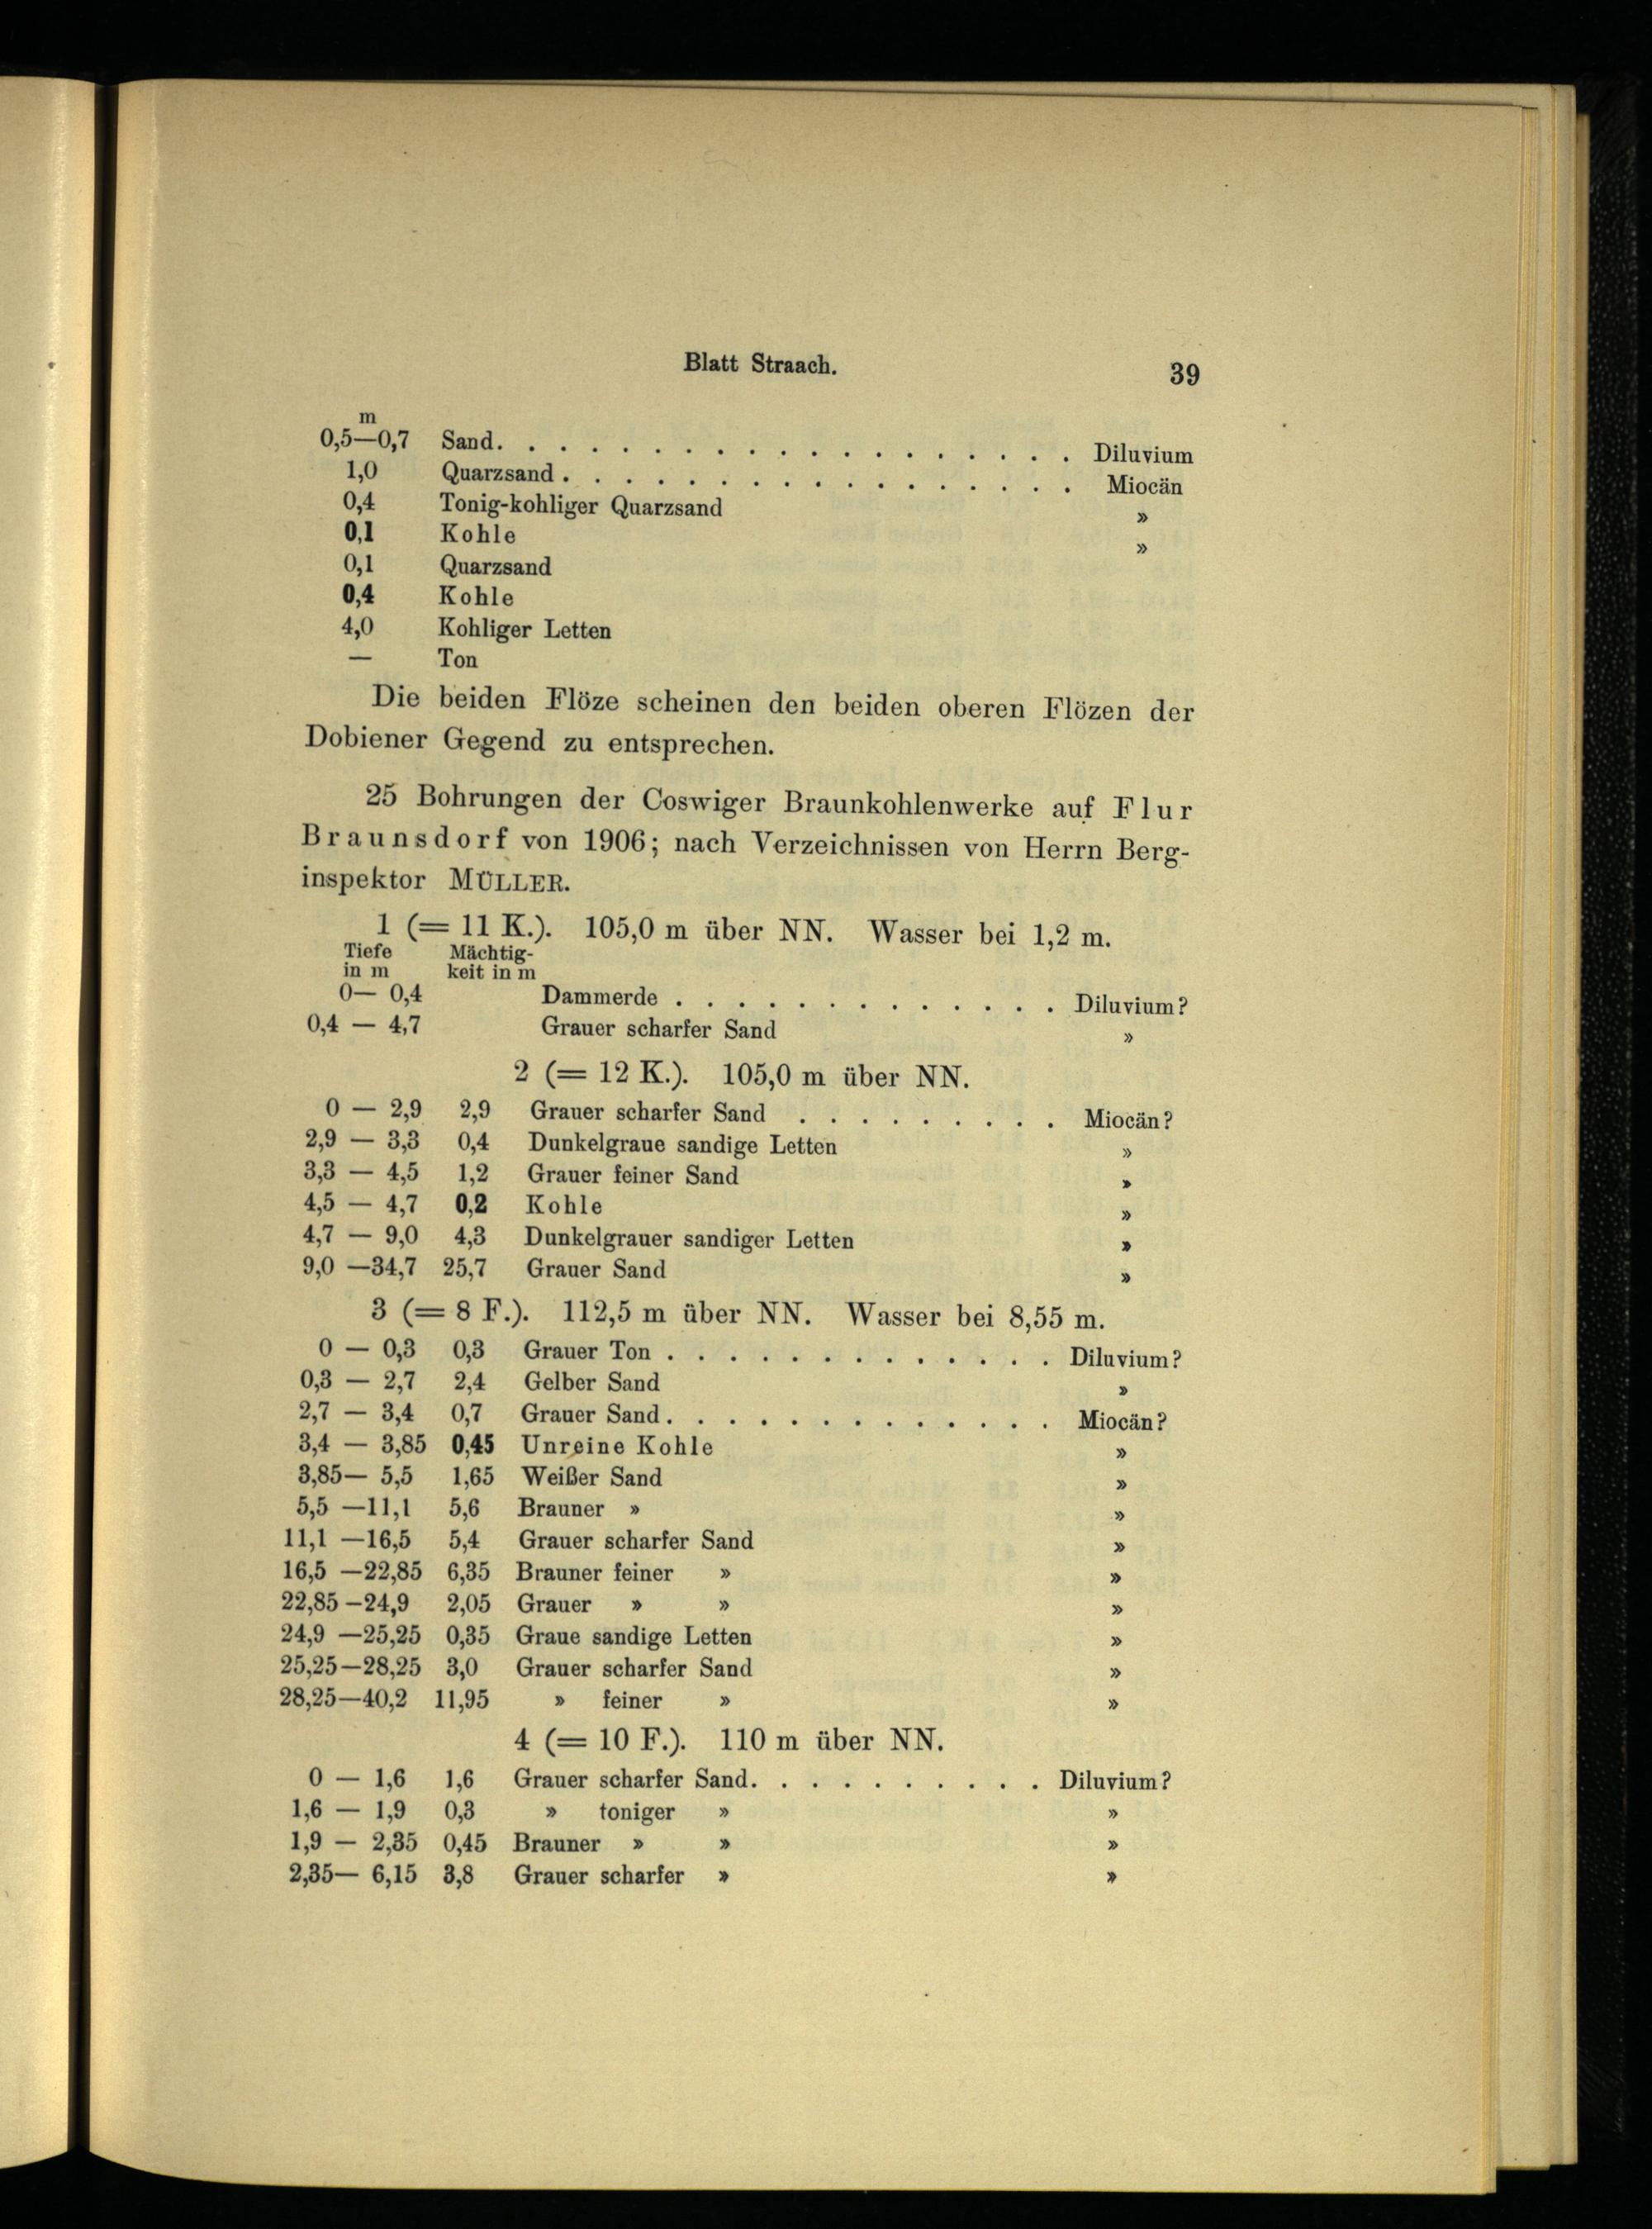 Blatt Straach. 39
m
0,5—0,7 Sand. . . . . . . . . . . . . . . . . . . Diluvium
1,0 Quarzsand . . . . . . . . . . . . . . . . . Miocän
0,4 Tonig-kohliger Quarzsand »
0,1 Kohle »
0,1 Quarzsand
0,4 Kohle
4,0 Kohliger Letten
— Ton
Die beiden Flöze scheinen den beiden oberen Flözen der
Dobiener Gegend zu entsprechen.
25 Bohrungen der Coswiger Braunkohlenwerke auf Flur
Braunsdorf von 1906; nach Verzeichnissen von Herrn Berg-
inspektor MÜLLER.
1 (= 11 K.). 105,0 m über NN. Wasser bei 1,2 m.
Tiefe Mächtig-
in m keit in m
0— 0,4 Dammerde . . . . . . . . . . . . . Diluvium?
0,4 — 4,7 Grauer scharfer Sand »
2 (= 12 K.). 105,0 m über NN.
0 — 2,9 2,9 Grauer scharfer Sand . . . . . . . . . Miocän?
2,9 — 3,3 0,4 Dunkelgraue sandige Letten »
3,3 — 4,5 1,2 Grauer feiner Sand »
4,5 — 4,7 0,2 Kohle »
4,7 — 9,0 4,3 Dunkelgrauer sandiger Letten »
9,0 —34,7 25,7 Grauer Sand »
3 (= 8 F.). 112,5 m über NN. Wasser bei 8,55 m.
0 — 0,3 0,3 Grauer Ton . . . . . . . . . . . . . Diluvium?
0,3 — 2,7 2,4 Gelber Sand »
2,7 — 3,4 0,7 Grauer Sand. . . . . . . . . . . . . Miocän?
3,4 — 3,85 0,45 Unreine Kohle »
3,85— 5,5 1,65 Weißer Sand »
5,5 —11,1 5,6 Brauner » »
11,1 —16,5 5,4 Grauer scharfer Sand »
16,5 —22,85 6,35 Brauner feiner » »
22,85—24,9 2,05 Grauer » » »
24,9 —25,25 0,35 Graue sandige Letten »
25,25—28,25 3,0 Grauer scharfer Sand »
28,25—40,2 11,95 » feiner » »
4 (= 10 F.). 110 m über NN.
0 — 1,6 1,6 Grauer scharfer Sand. . . . . . . . . . Diluvium?
1,6 — 1,9 0,3 » toniger » »
1,9 — 2,35 0,45 Brauner » » »
2,35— 6,15 3,8 Grauer scharfer » »